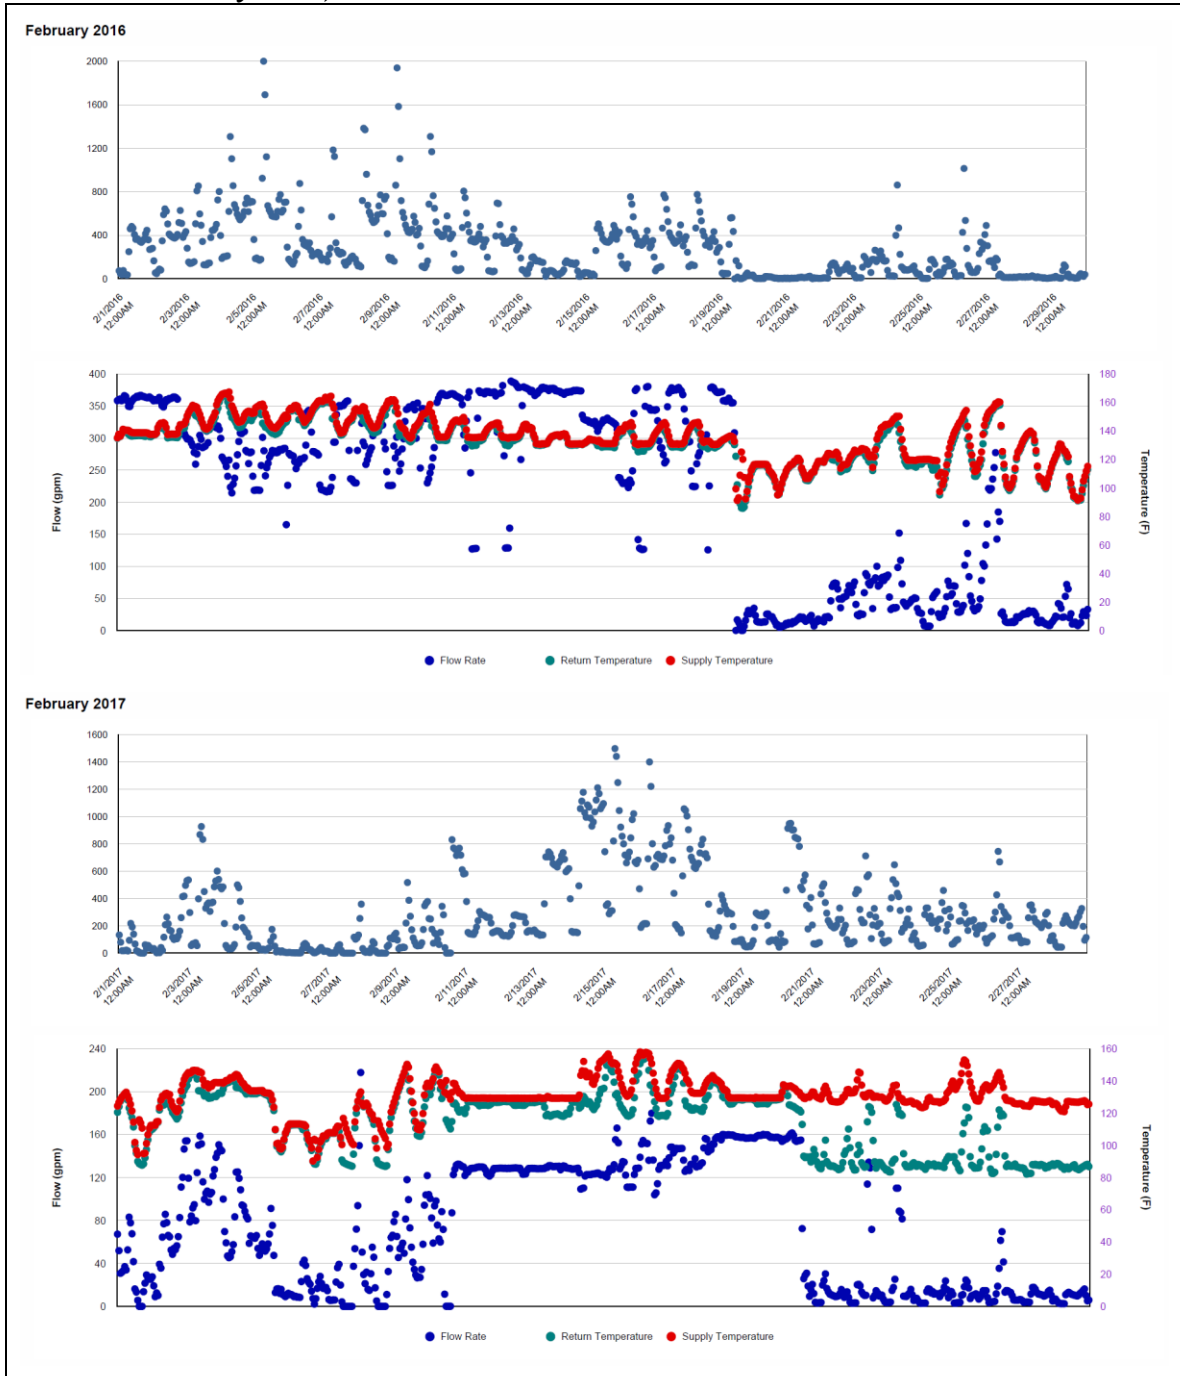 February 2016
2000
1600
1200
800
400
0
2/1/2016 12:00AM
2/3/2016 12:00AM
2/5/2016 12:00AM
2/7/2016 12:00AM
2/9/2016 12:00AM
2/11/2016 12:00AM
2/13/2016 12:00AM
2/15/2016 12:00AM
2/17/2016 12:00AM
2/19/2016 12:00AM
2/21/2016 12:00AM
2/23/2016 12:00AM
2/25/2016 12:00AM
2/27/2016 12:00AM
2/29/2016 12:00AM
400
350
300
250
200
150
100
50
0
Flow (gpm)
180
160
140
120
100
80
60
40
20
0
Temperature (F)
Flow Rate Return Temperature Supply Temperature
February 2017
1600
1400
1200
1000
800
600
400
200
0
2/1/2017 12:00AM
2/3/2017 12:00AM
2/5/2017 12:00AM
2/7/2017 12:00AM
2/9/2017 12:00AM
2/11/2017 12:00AM
2/13/2017 12:00AM
2/15/2017 12:00AM
2/17/2017 12:00AM
2/19/2017 12:00AM
2/21/2017 12:00AM
2/23/2017 12:00AM
2/25/2017 12:00AM
2/27/2017 12:00AM
240
200
160
120
80
40
0
Flow (gpm)
160
140
120
100
80
60
40
20
0
Temperature (F)
Flow Rate Return Temperature Supply Temperature